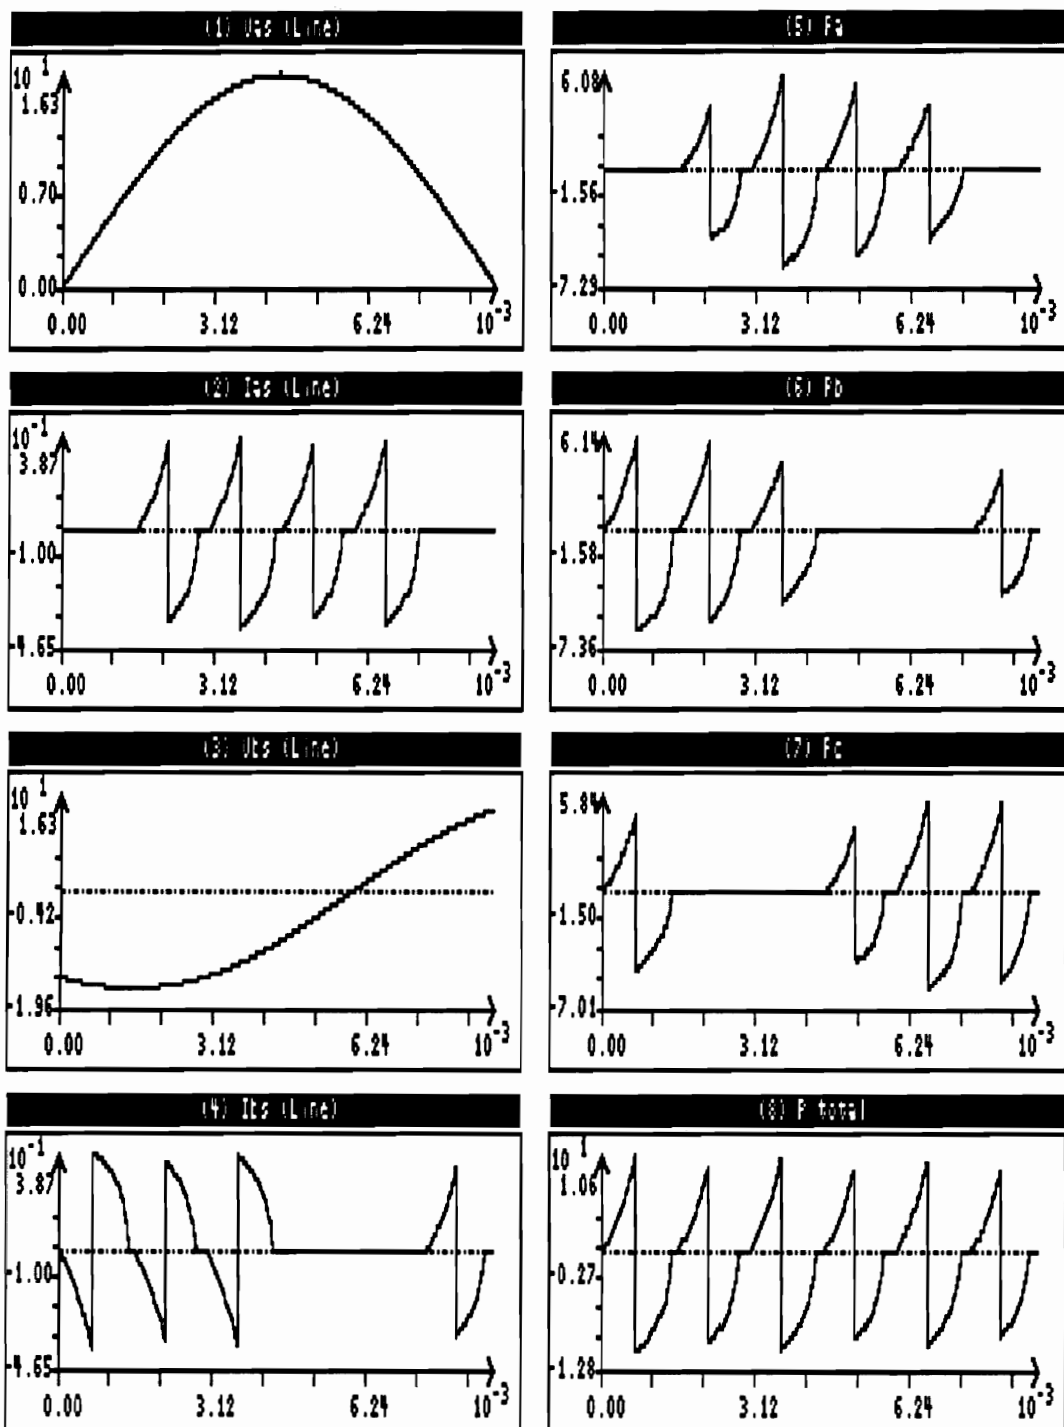 (1) Uas (Line)
10 1
1.63
0.70
0.00
0.00 3.12 6.24 10-3
(2) Ias (Line)
10-1
3.87
-1.00
-4.65
0.00 3.12 6.24 10-3
(3) Ubs (Line)
10 1
1.63
-0.42
-1.96
0.00 3.12 6.24 10-3
(4) Ibs (Line)
10-1
3.87
-1.00
-4.65
0.00 3.12 6.24 10-3
(5) Pa
6.08
-1.56
-7.29
0.00 3.12 6.24 10-3
(6) Pb
6.14
-1.58
-7.36
0.00 3.12 6.24 10-3
(7) Pc
5.84
-1.50
-7.01
0.00 3.12 6.24 10-3
(8) P total
10 1
1.06
-0.27
-1.28
0.00 3.12 6.24 10-3